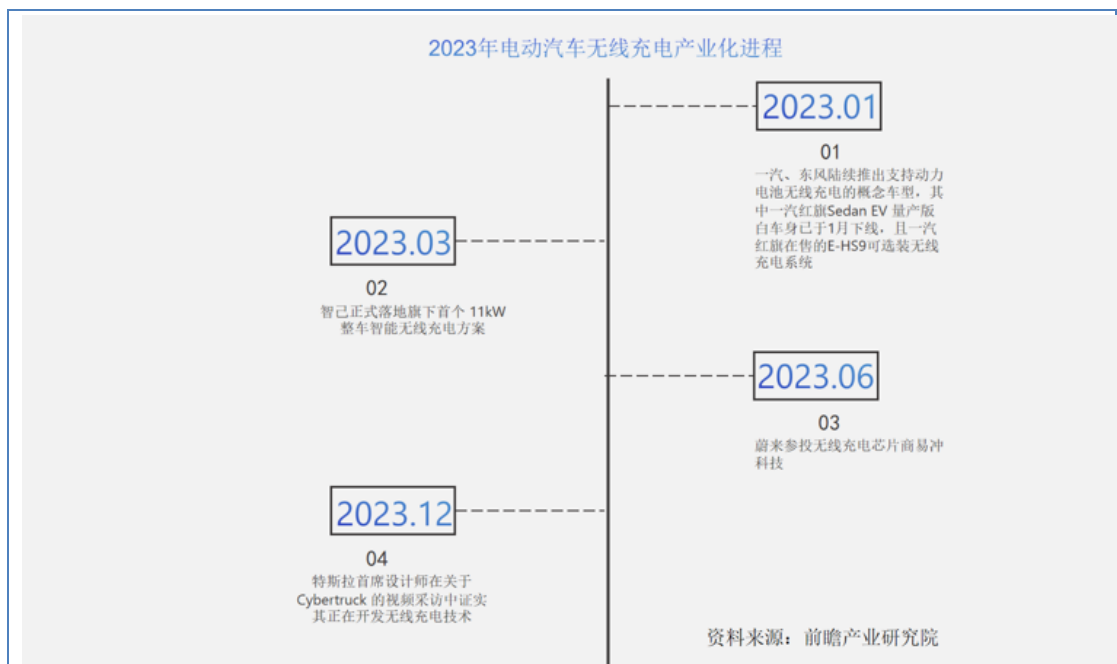 2023年电动汽车无线充电产业化进程
2023.01
01
一汽、东风陆续推出支持动力
电池无线充电的概念车型，其
中一汽红旗Sedan EV 量产版
白车身已于1月下线，且一汽
红旗在售的E-HS9可选装无线
充电系统
2023.03
02
智己正式落地旗下首个 11kW
整车智能无线充电方案
2023.06
03
蔚来参投无线充电芯片商易冲
科技
2023.12
04
特斯拉首席设计师在关于
Cybertruck 的视频采访中证实
其正在开发无线充电技术
资料来源：前瞻产业研究院